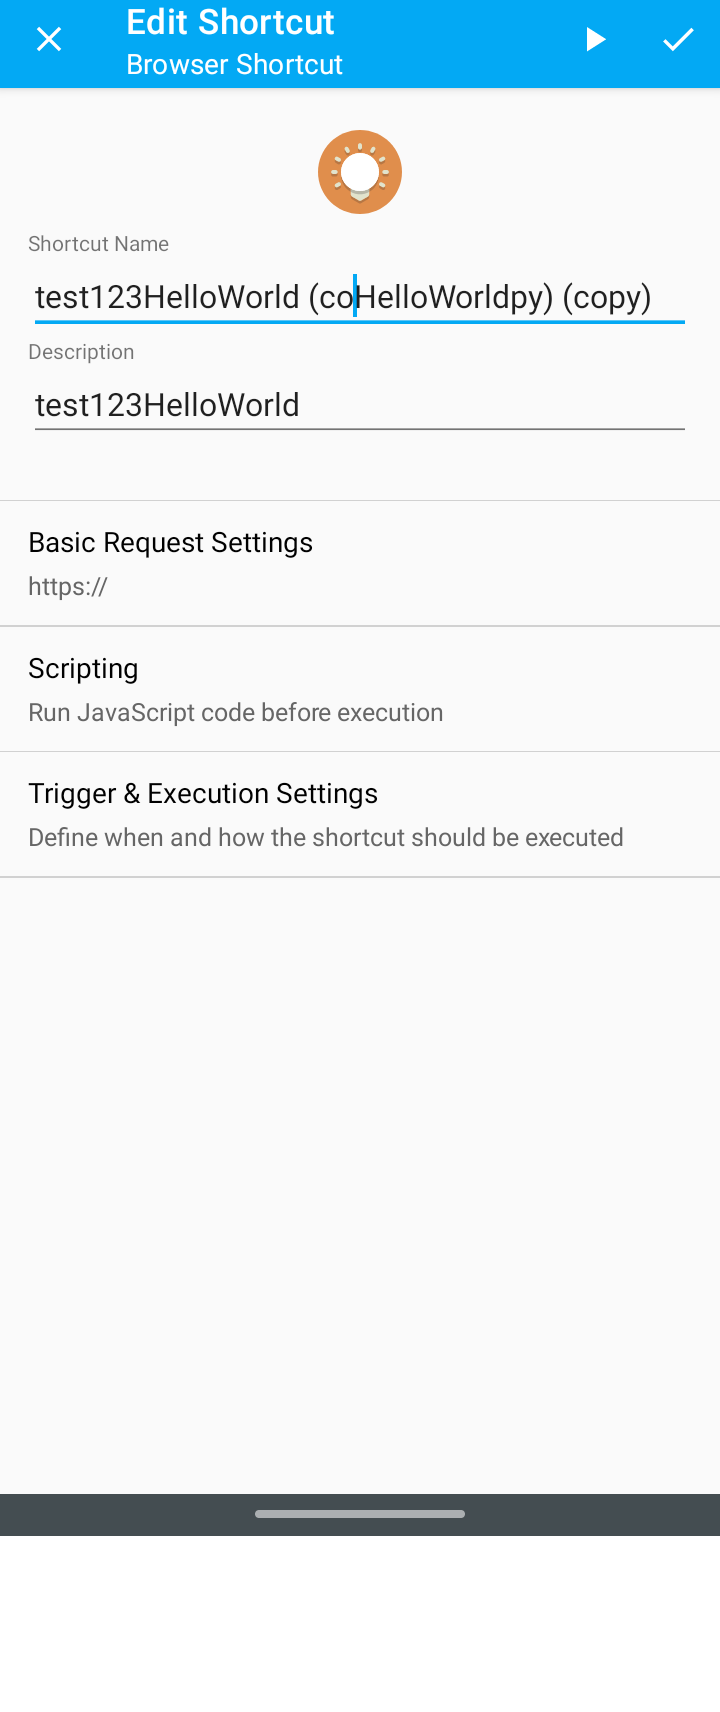 Edit Shortcut
Browser Shortcut
Shortcut Name
test123HelloWorld (coHelloWorldpy) (copy)
Description
test123HelloWorld
Basic Request Settings
https://
Scripting
Run JavaScript code before execution
Trigger & Execution Settings
Define when and how the shortcut should be executed